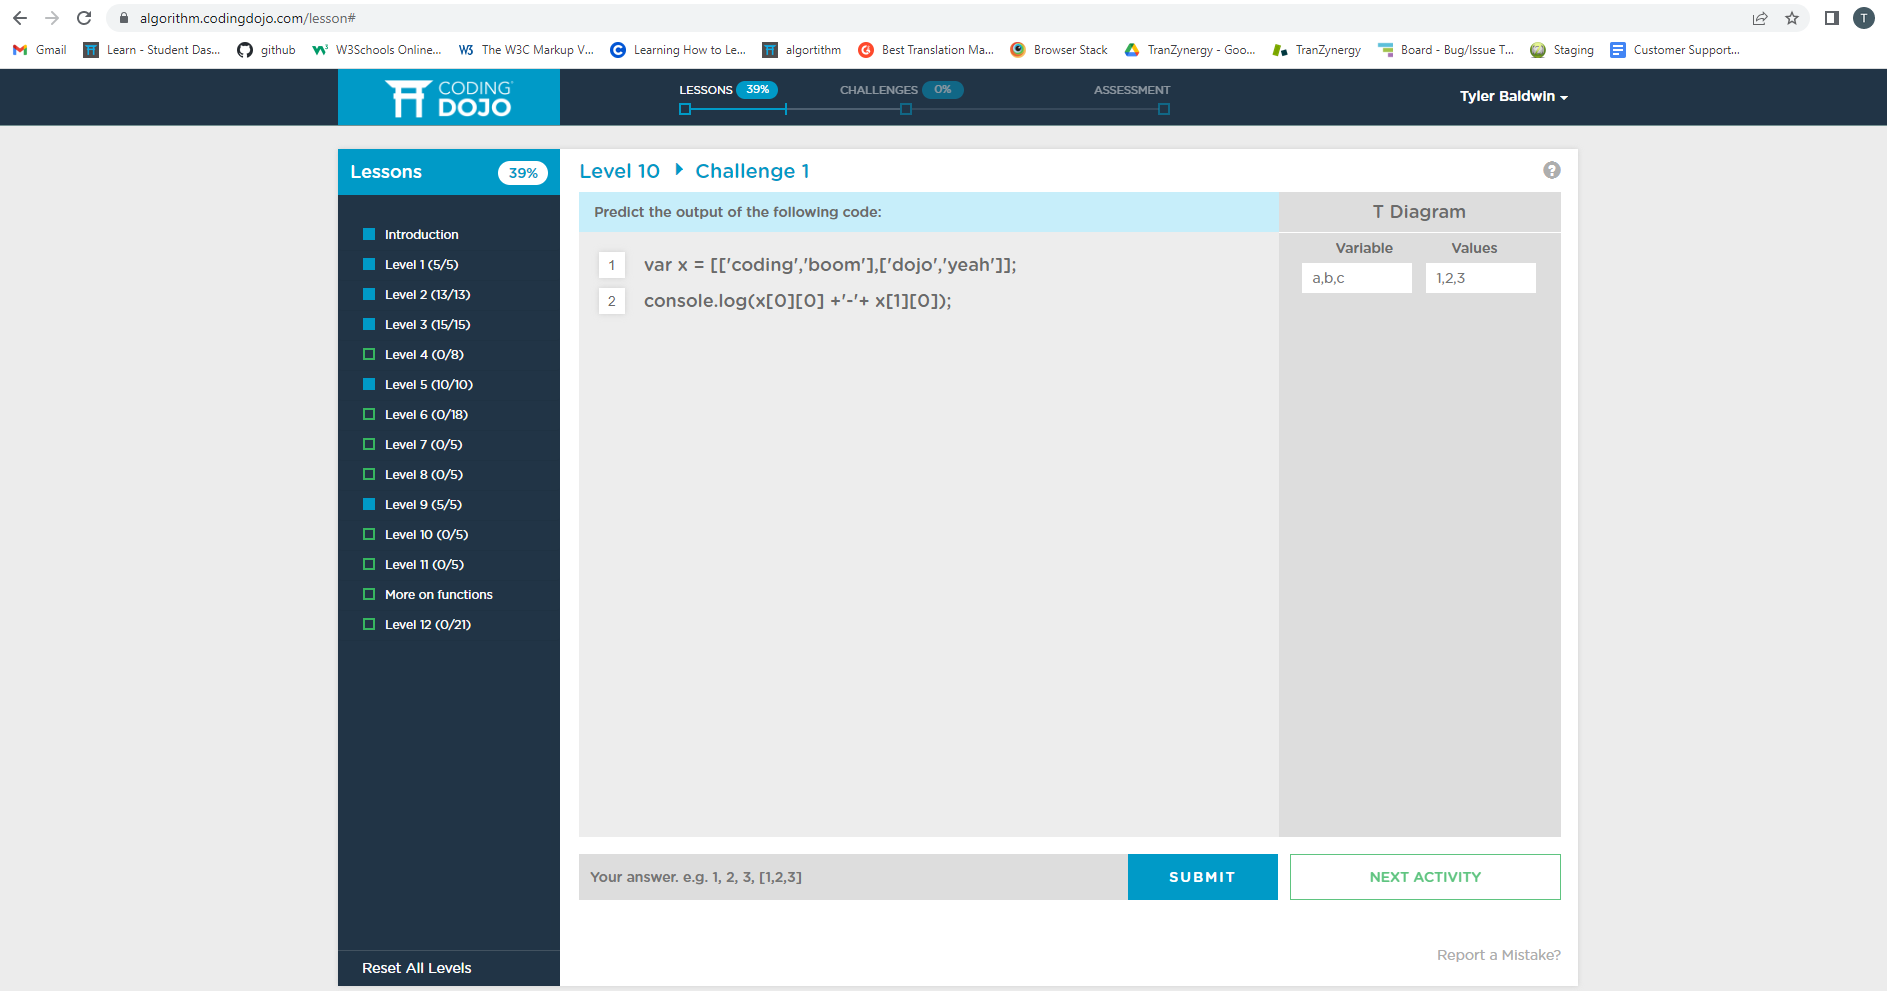 algorithm.codingdojo.com/lesson#
T
Gmail
Learn - Student Das...
github
W3Schools Online...
The W3C Markup V...
Learning How to Le...
algortithm
Best Translation Ma...
Browser Stack
TranZynergy - Goo...
TranZynergy
Board - Bug/Issue T...
Staging
Customer Support...
CODING
DOJO
LESSONS 39%
CHALLENGES 0%
ASSESSMENT
Tyler Baldwin
Lessons 39%
Introduction
Level 1 (5/5)
Level 2 (13/13)
Level 3 (15/15)
Level 4 (0/8)
Level 5 (10/10)
Level 6 (0/18)
Level 7 (0/5)
Level 8 (0/5)
Level 9 (5/5)
Level 10 (0/5)
Level 11 (0/5)
More on functions
Level 12 (0/21)
Reset All Levels
Level 10 Challenge 1
?
Predict the output of the following code:
1 var x = [['coding','boom'],['dojo','yeah']];
2 console.log(x[0][0] +'-'+ x[1][0]);
T Diagram
Variable Values
a,b,c 1,2,3
Your answer. e.g. 1, 2, 3, [1,2,3]
SUBMIT
NEXT ACTIVITY
Report a Mistake?